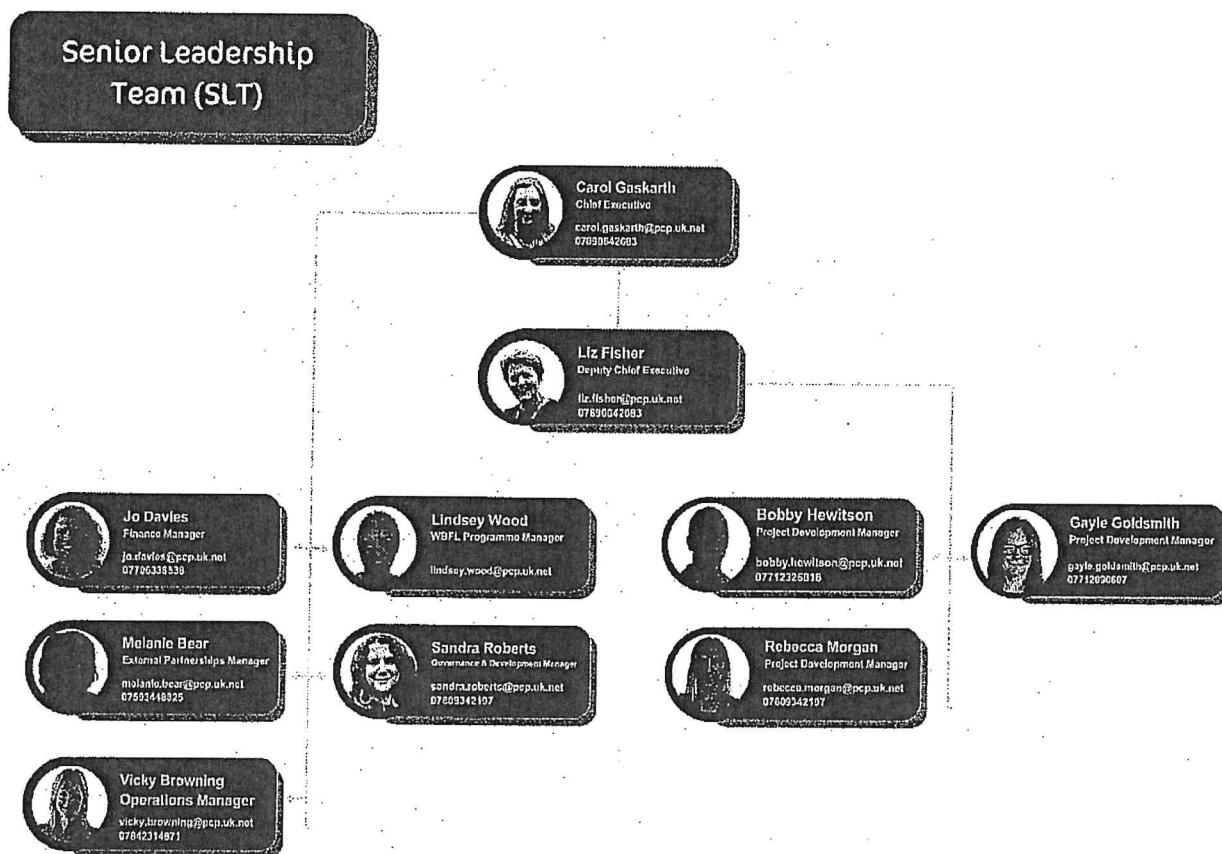 Senior Leadership
Team (SLT)
Carol Gaskarth
Chief Executive
carol.gaskarth@pcp.uk.net
Liz Fisher
Deputy Chief Executive
liz.fisher@pcp.uk.net
Jo Davies
Finance Manager
jo.davies@pcp.uk.net
Lindsey Wood
WBFL Programme Manager
lindsey.wood@pcp.uk.net
Bobby Hewitson
Project Development Manager
bobby.hewitson@pcp.uk.net
Gayle Goldsmith
Project Development Manager
gayle.goldsmith@pcp.uk.net
Melanie Bear
External Partnerships Manager
melanie.bear@pcp.uk.net
Sandra Roberts
Governance & Development Manager
sandra.roberts@pcp.uk.net
07809342107
Rebecca Morgan
Project Development Manager
rebecca.morgan@pcp.uk.net
07809342107
Vicky Browning
Operations Manager
vicky.browning@pcp.uk.net
07842314871